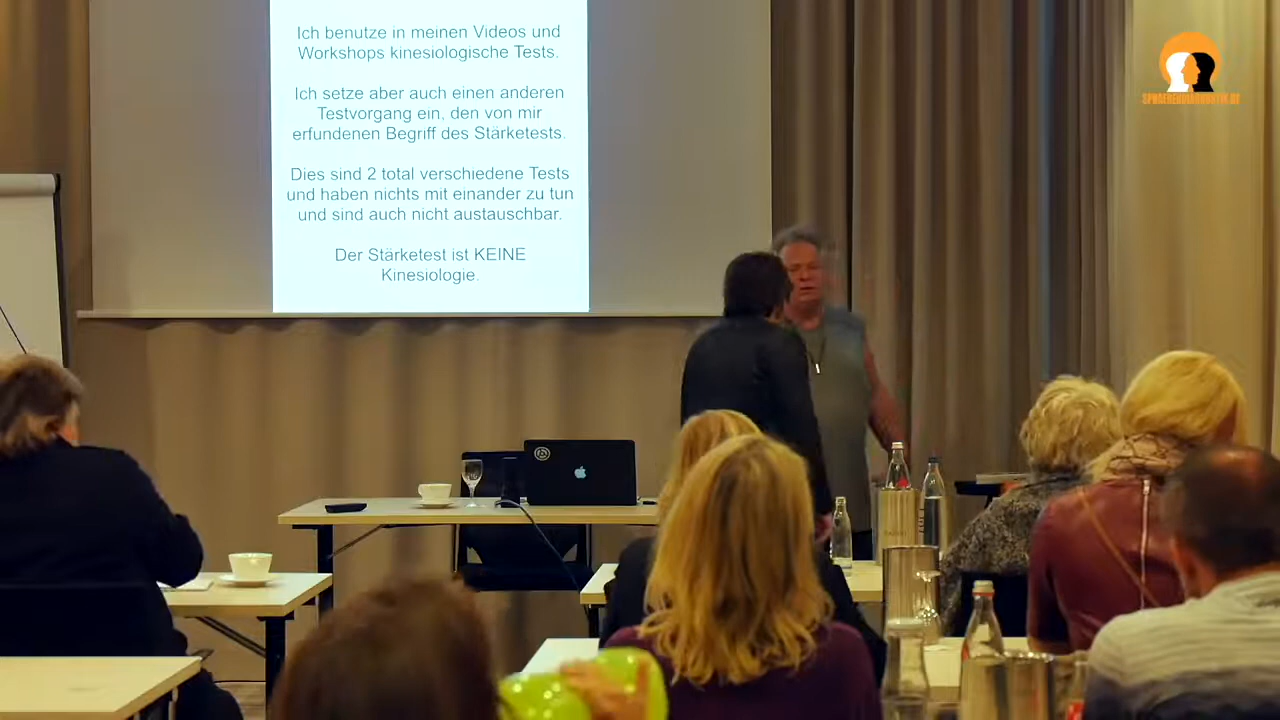 Ich benutze in meinen Videos und
Workshops kinesiologische Tests.
Ich setze aber auch einen anderen
Testvorgang ein, den von mir
erfundenen Begriff des Stärketests.
Dies sind 2 total verschiedene Tests
und haben nichts mit einander zu tun
und sind auch nicht austauschbar.
Der Stärketest ist KEINE
Kinesiologie.
SPHAERENDIAGNOSTIK.DE